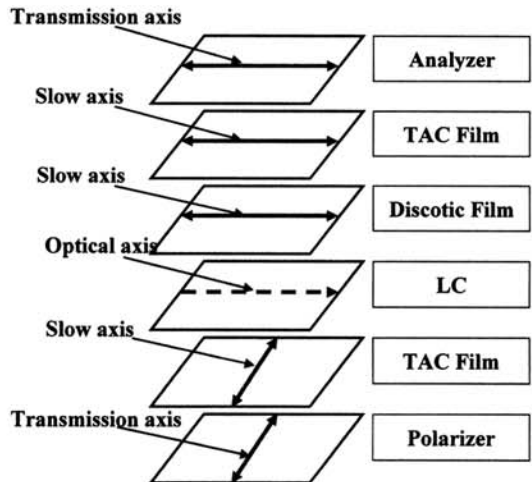 Transmission axis
Analyzer
Slow axis
TAC Film
Slow axis
Discotic Film
Optical axis
LC
Slow axis
TAC Film
Transmission axis
Polarizer